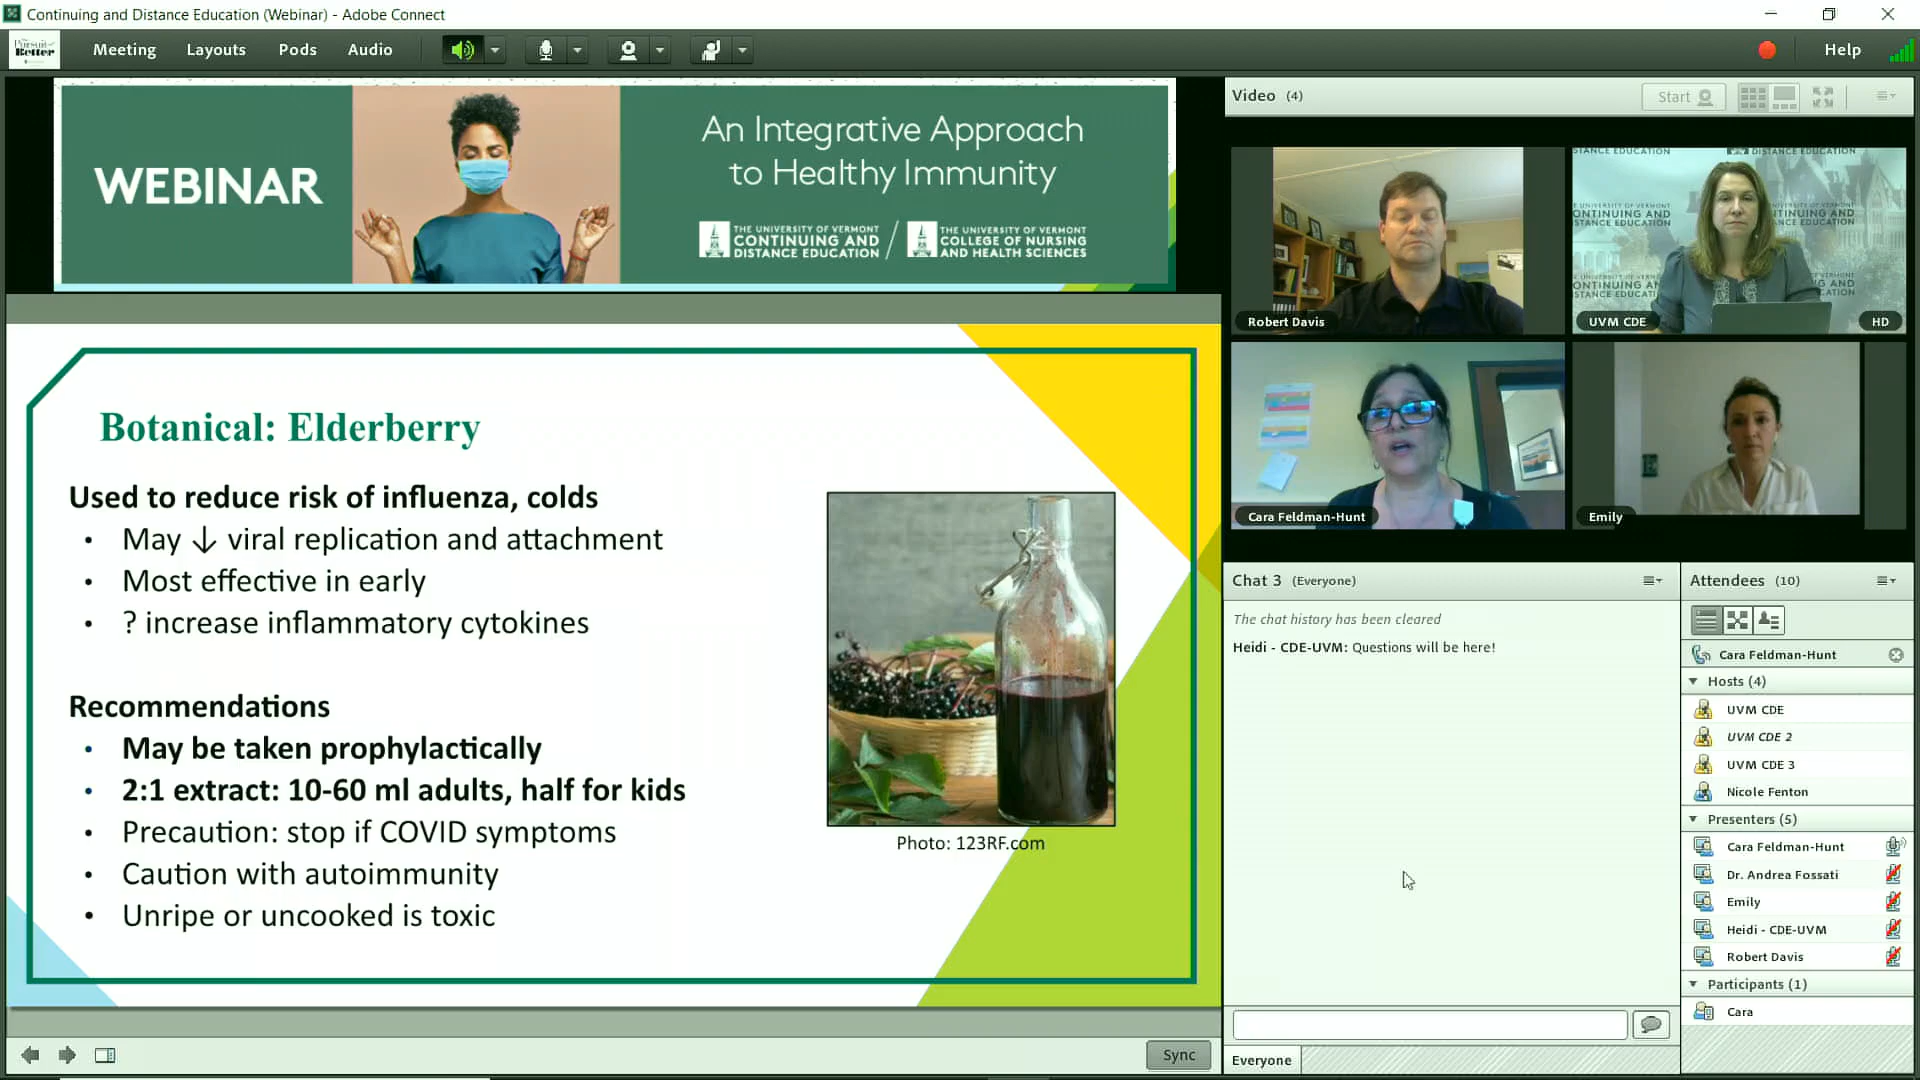 Continuing and Distance Education (Webinar) - Adobe Connect
Pursuit of
Better
Meeting Layouts Pods Audio
Help
WEBINAR
An Integrative Approach
to Healthy Immunity
THE UNIVERSITY OF VERMONT
CONTINUING AND
DISTANCE EDUCATION
THE UNIVERSITY OF VERMONT
COLLEGE OF NURSING
AND HEALTH SCIENCES
Botanical: Elderberry
Used to reduce risk of influenza, colds
• May ↓ viral replication and attachment
• Most effective in early
• ? increase inflammatory cytokines
Recommendations
• May be taken prophylactically
• 2:1 extract: 10-60 ml adults, half for kids
• Precaution: stop if COVID symptoms
• Caution with autoimmunity
• Unripe or uncooked is toxic
Photo: 123RF.com
Sync
Video (4)
Start
Robert Davis
DISTANCE EDUCATION
CONTINUING AND
UVM CDE
HD
Cara Feldman-Hunt
Emily
Chat 3 (Everyone)
The chat history has been cleared
Heidi - CDE-UVM: Questions will be here!
Everyone
Attendees (10)
Cara Feldman-Hunt
Hosts (4)
UVM CDE
UVM CDE 2
UVM CDE 3
Nicole Fenton
Presenters (5)
Cara Feldman-Hunt
Dr. Andrea Fossati
Emily
Heidi - CDE-UVM
Robert Davis
Participants (1)
Cara